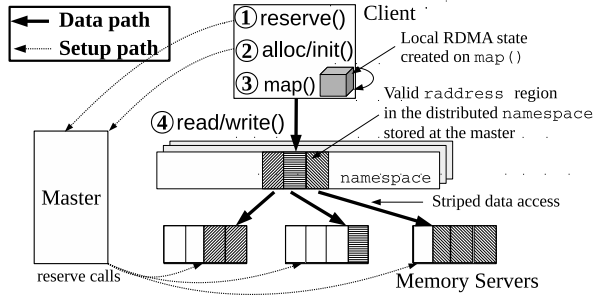 Data path
Setup path
① reserve()
② alloc/init()
③ map()
Client
Local RDMA state
created on map()
Valid raddress region
in the distributed namespace
stored at the master
④ read/write()
Master
namespace
Striped data access
reserve calls
Memory Servers